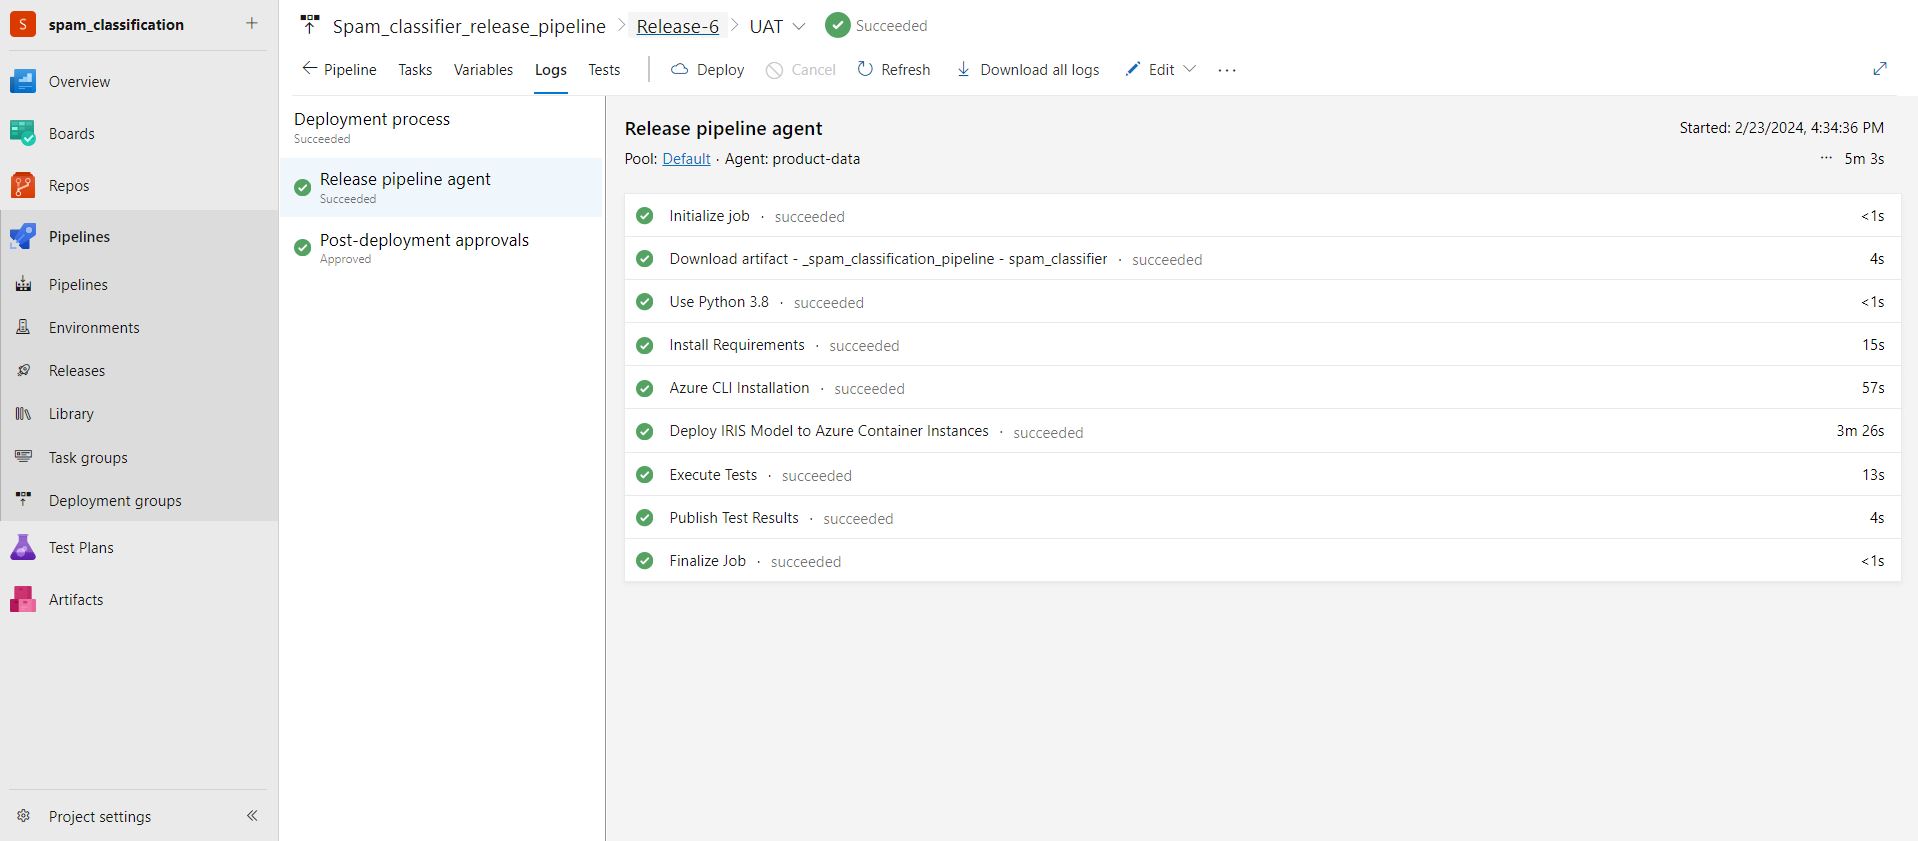 S spam_classification +
Overview
Boards
Repos
Pipelines
Pipelines
Environments
Releases
Library
Task groups
Deployment groups
Test Plans
Artifacts
Project settings
Spam_classifier_release_pipeline > Release-6 > UAT Succeeded
Pipeline Tasks Variables Logs Tests Deploy Cancel Refresh Download all logs Edit ...
Deployment process
Succeeded
Release pipeline agent
Succeeded
Post-deployment approvals
Approved
Release pipeline agent Started: 2/23/2024, 4:34:36 PM
Pool: Default · Agent: product-data ... 5m 3s
Initialize job · succeeded <1s
Download artifact - _spam_classification_pipeline - spam_classifier · succeeded 4s
Use Python 3.8 · succeeded <1s
Install Requirements · succeeded 15s
Azure CLI Installation · succeeded 57s
Deploy IRIS Model to Azure Container Instances · succeeded 3m 26s
Execute Tests · succeeded 13s
Publish Test Results · succeeded 4s
Finalize Job · succeeded <1s